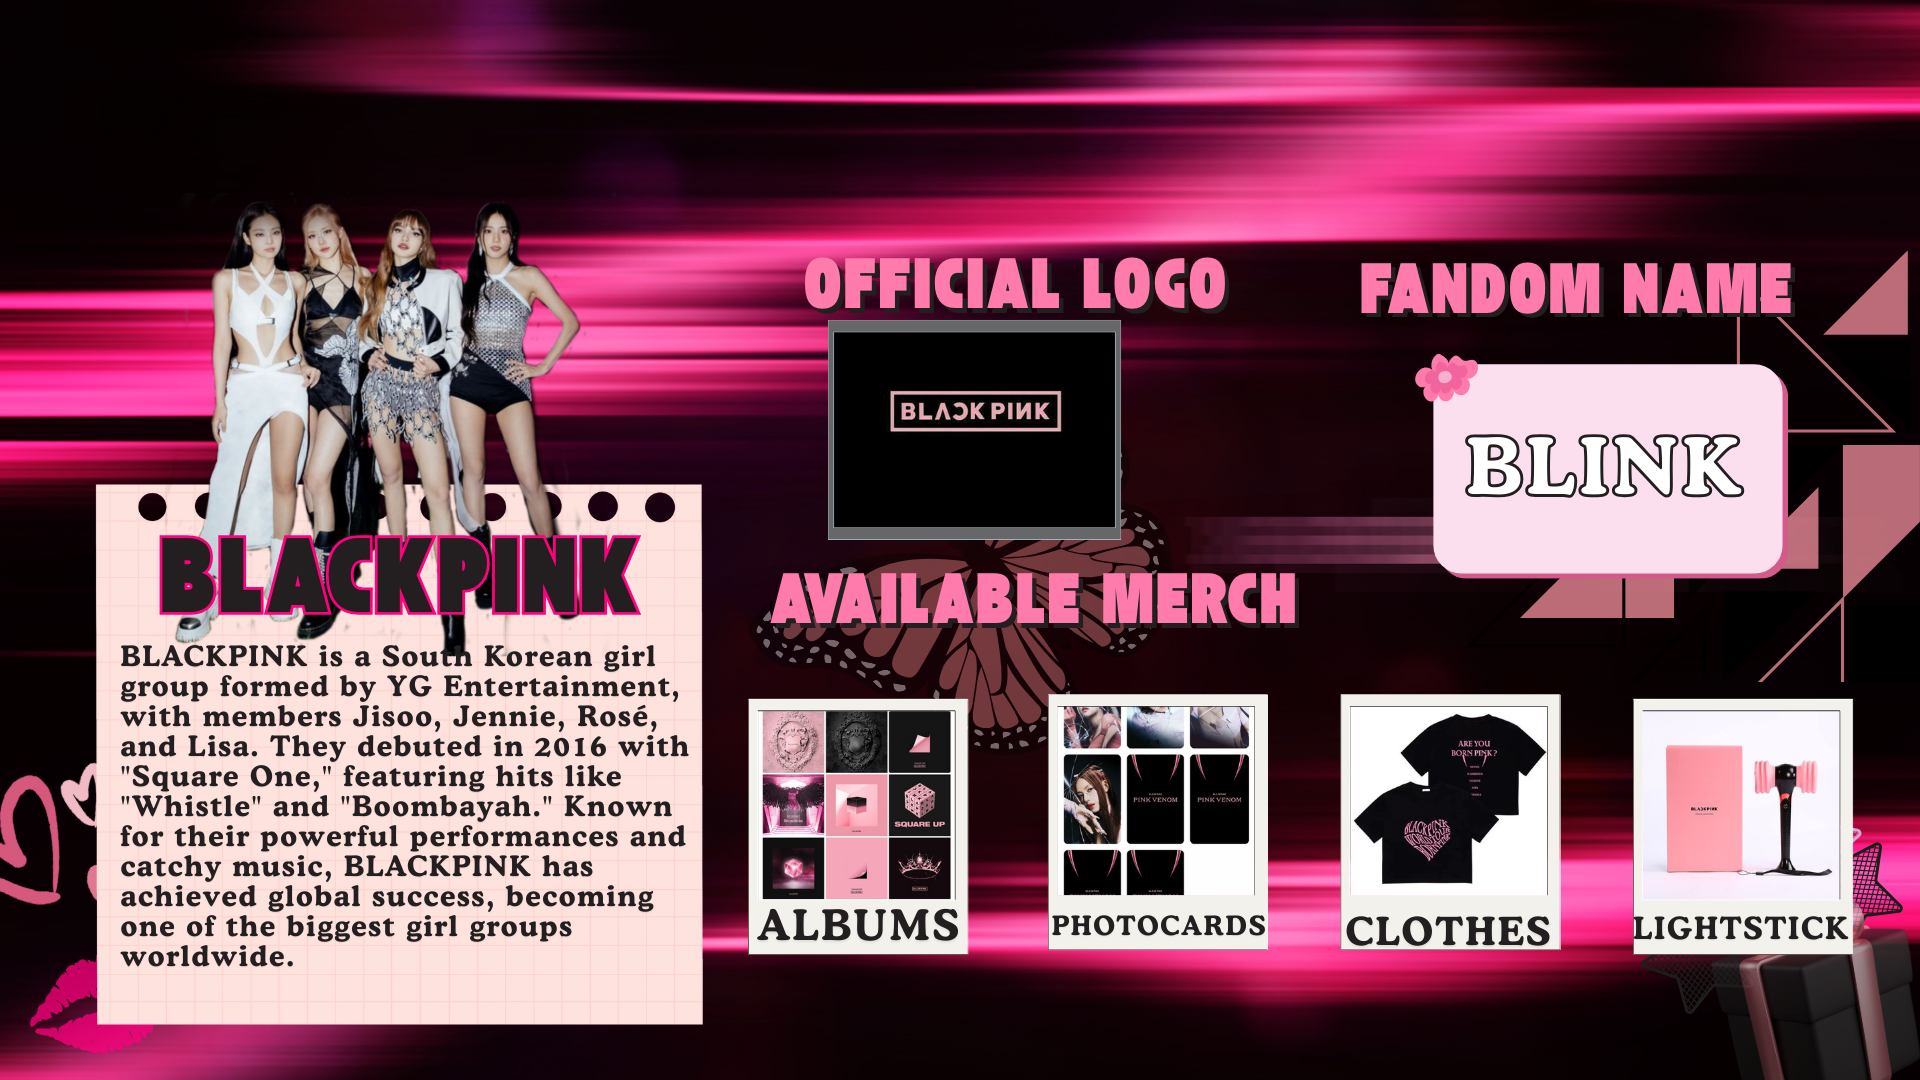 BLACKPINK
BLACKPINK is a South Korean girl
group formed by YG Entertainment,
with members Jisoo, Jennie, Rosé,
and Lisa. They debuted in 2016 with
"Square One," featuring hits like
"Whistle" and "Boombayah." Known
for their powerful performances and
catchy music, BLACKPINK has
achieved global success, becoming
one of the biggest girl groups
worldwide.
OFFICIAL LOGO
BLACKPINK
FANDOM NAME
BLINK
AVAILABLE MERCH
SQUARE UP
ALBUMS
PINK VENOM
PINK VENOM
PHOTOCARDS
ARE YOU
BORN PINK?
BLACKPINK
CLOTHES
BLACKPINK
LIGHTSTICK